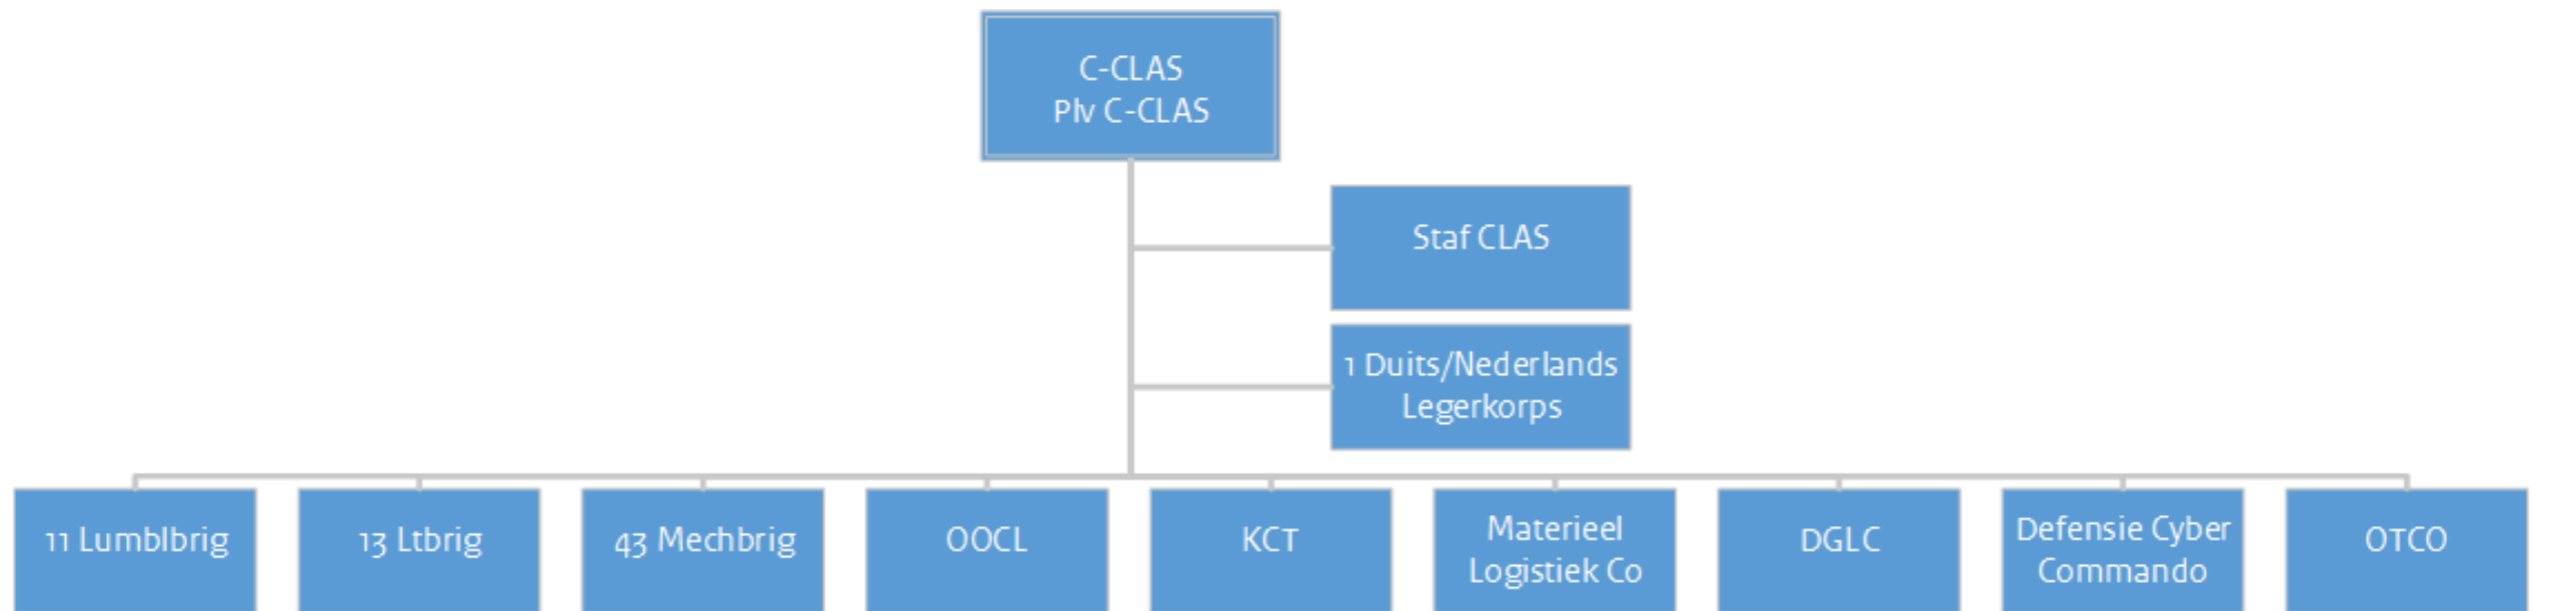 C-CLAS
Plv C-CLAS
Staf CLAS
1 Duits/Nederlands
Legerkorps
11 Lumblbrig
13 Ltbrig
43 Mechbrig
OOCL
KCT
Materieel
Logistiek Co
DGLC
Defensie Cyber
Commando
OTCO